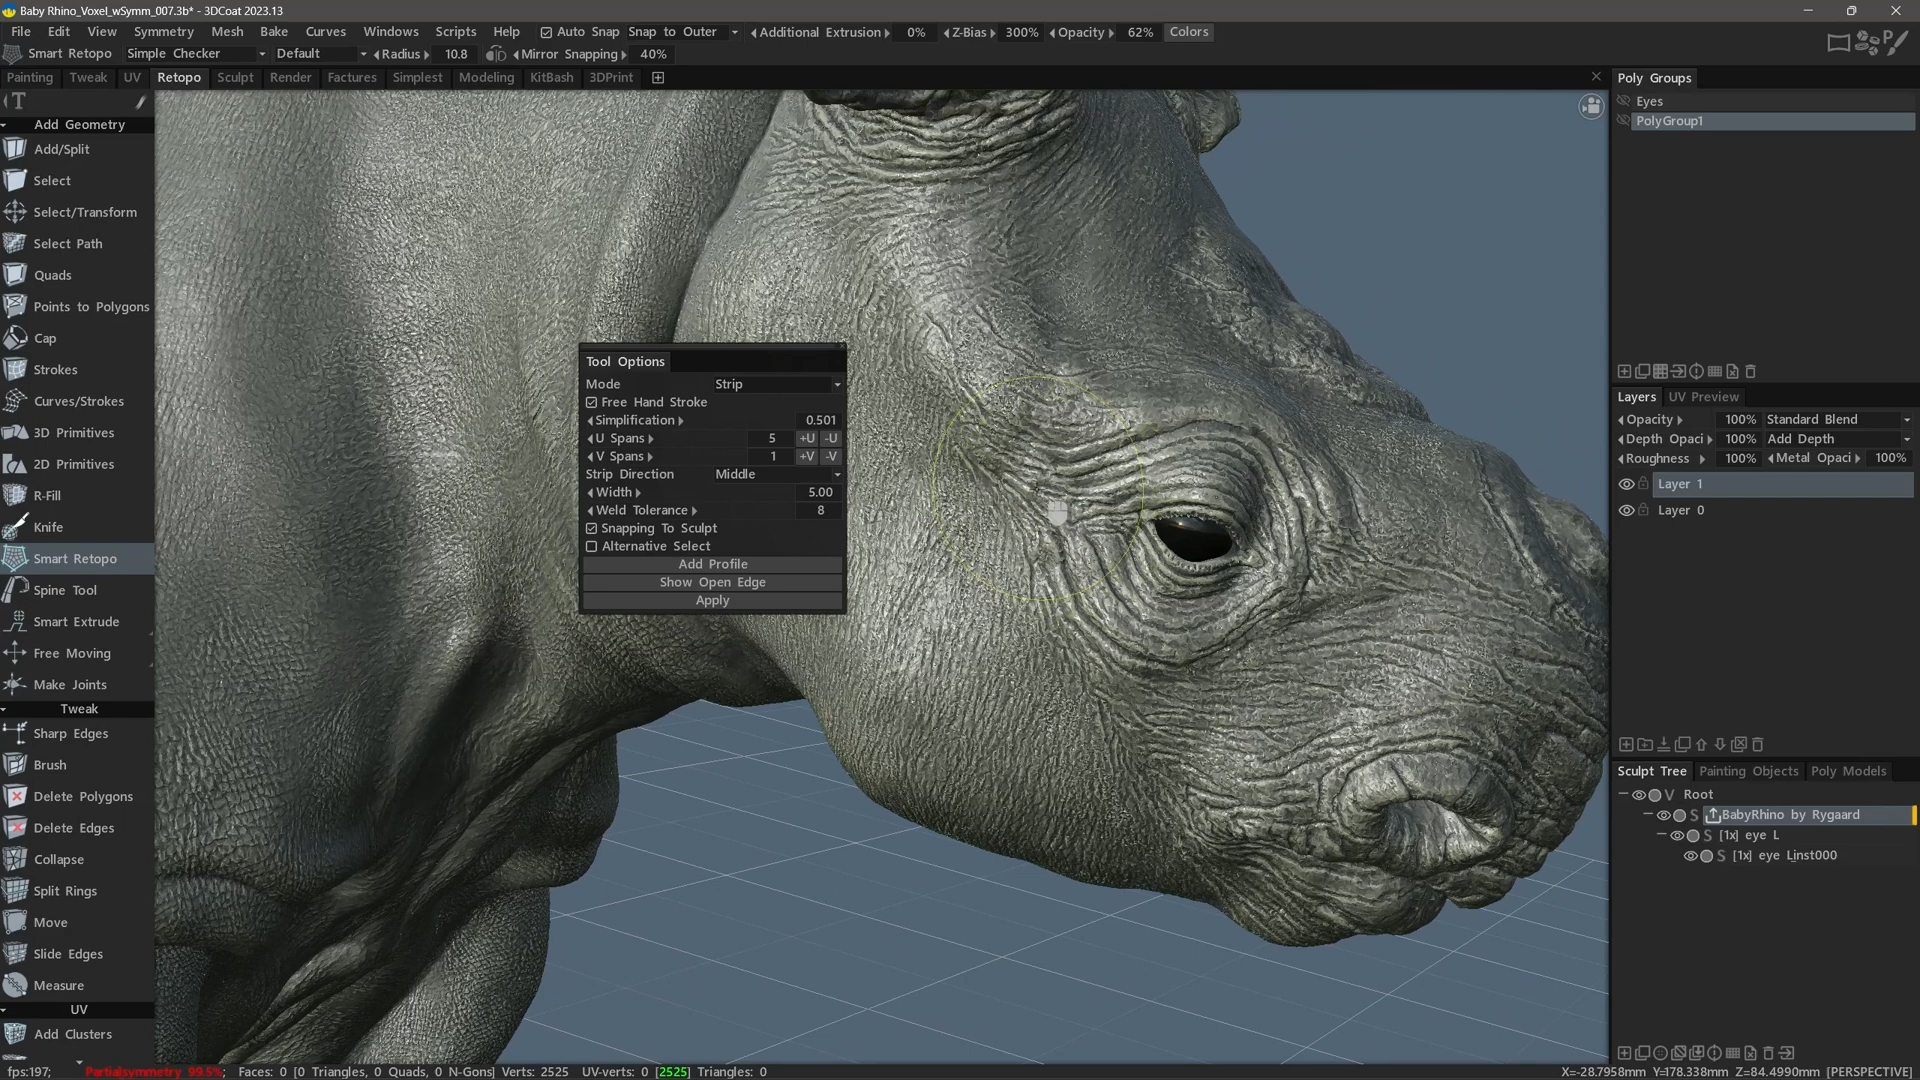 Baby Rhino_Voxel_wSymm_007.3b* - 3DCoat 2023.13
File Edit View Symmetry Mesh Bake Curves Windows Scripts Help Auto Snap Snap to Outer Additional Extrusion 0% Z-Bias 300% Opacity 62% Colors
Smart Retopo Simple Checker Default Radius 10.8 Mirror Snapping 40%
Painting Tweak UV Retopo Sculpt Render Factures Simplest Modeling KitBash 3DPrint
T
Add Geometry
Add/Split
Select
Select/Transform
Select Path
Quads
Points to Polygons
Cap
Strokes
Curves/Strokes
3D Primitives
2D Primitives
R-Fill
Knife
Smart Retopo
Spine Tool
Smart Extrude
Free Moving
Make Joints
Tweak
Sharp Edges
Brush
Delete Polygons
Delete Edges
Collapse
Split Rings
Move
Slide Edges
Measure
UV
Add Clusters
Tool Options
Mode Strip
Free Hand Stroke
Simplification 0.501
U Spans 5 +U -U
V Spans 1 +V -V
Strip Direction Middle
Width 5.00
Weld Tolerance 8
Snapping To Sculpt
Alternative Select
Add Profile
Show Open Edge
Apply
Poly Groups
Eyes
PolyGroup1
Layers UV Preview
Opacity 100% Standard Blend
Depth Opaci 100% Add Depth
Roughness 100% Metal Opaci 100%
Layer 1
Layer 0
Sculpt Tree Painting Objects Poly Models
V Root
S BabyRhino by Rygaard
S [1x] eye L
S [1x] eye Linst000
fps:197; Partialsymmetry 99.5%; Faces: 0 [0 Triangles, 0 Quads, 0 N-Gons] Verts: 2525 UV-verts: 0 [2525] Triangles: 0 X=-28.7958mm Y=178.338mm Z=84.4990mm [PERSPECTIVE]